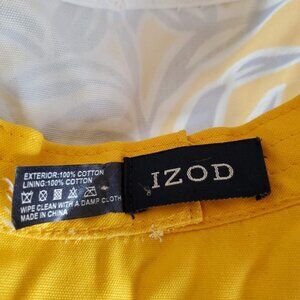 EXTERIOR:100% COTTON
LINING:100% COTTON
WIPE CLEAN WITH A DAMP CLOTH
MADE IN CHINA
IZOD